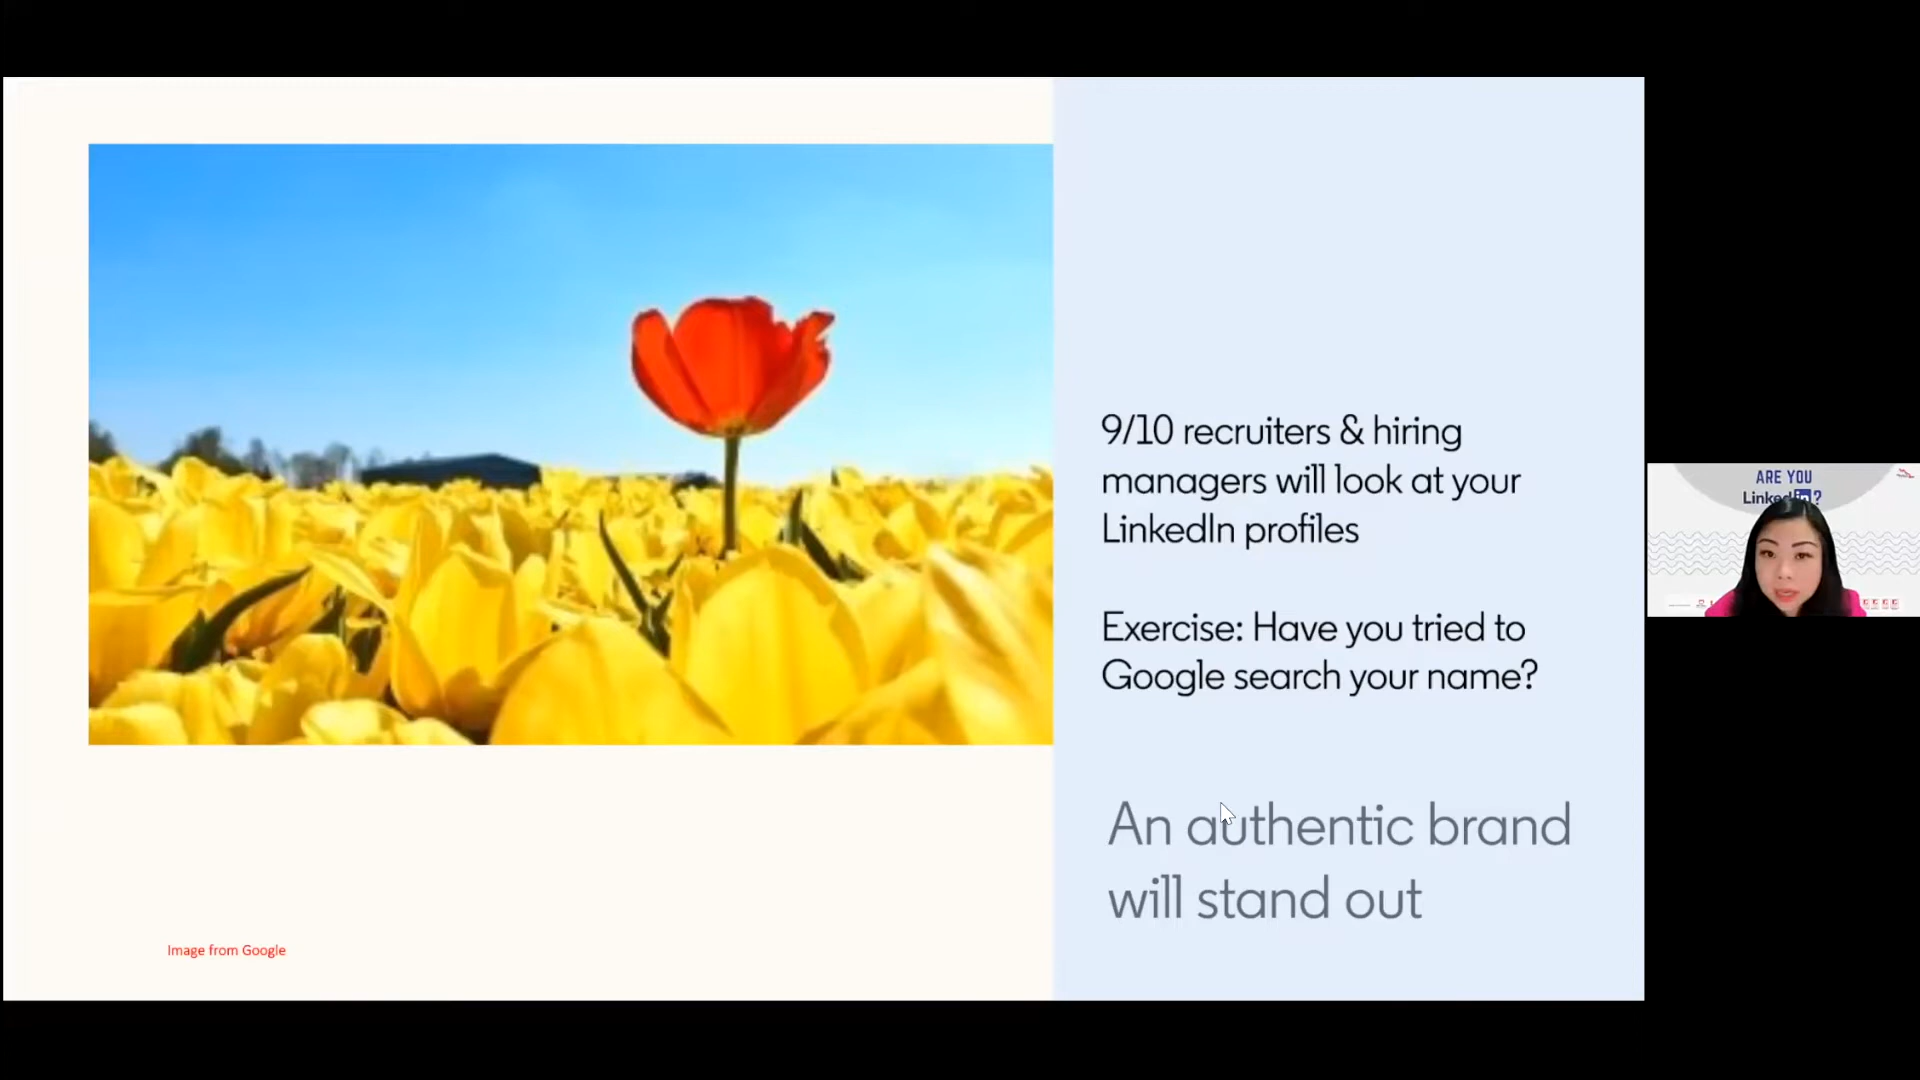 9/10 recruiters & hiring
managers will look at your
LinkedIn profiles
Exercise: Have you tried to
Google search your name?
An authentic brand
will stand out
Image from Google
ARE YOU
LinkedIn?